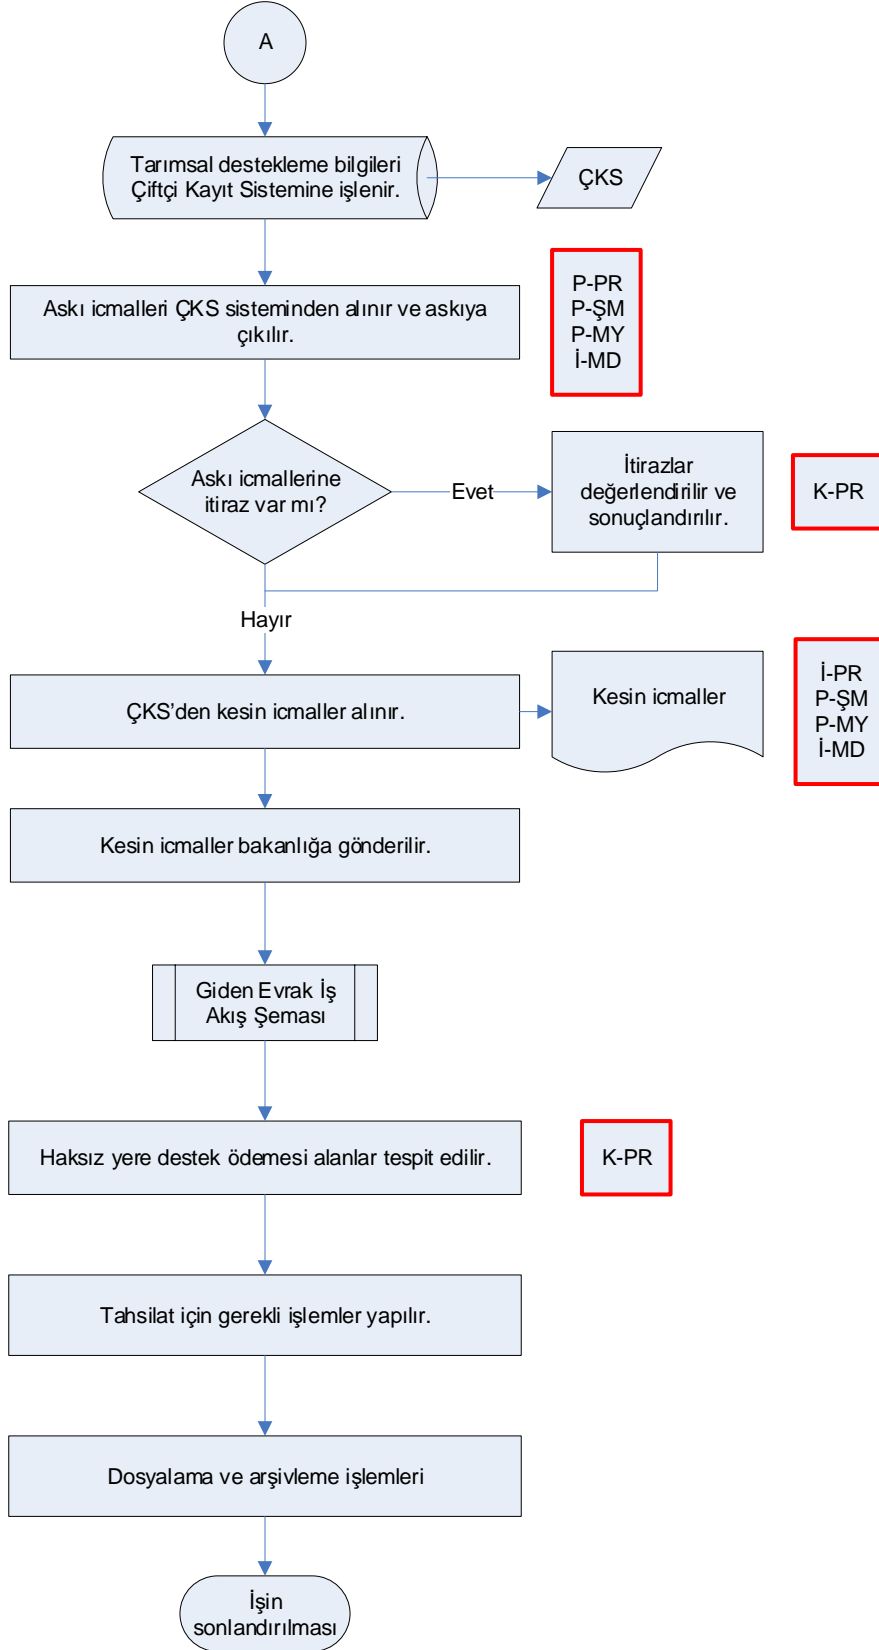 A
Tarımsal destekleme bilgileri
Çiftçi Kayıt Sistemine işlenir.
ÇKS
Askı icmalleri ÇKS sisteminden alınır ve askıya
çıkılır.
P-PR
P-ŞM
P-MY
İ-MD
Askı icmallerine
itiraz var mı?
Evet
İtirazlar
değerlendirilir ve
sonuçlandırılır.
K-PR
Hayır
ÇKS’den kesin icmaller alınır.
Kesin icmaller
İ-PR
P-ŞM
P-MY
İ-MD
Kesin icmaller bakanlığa gönderilir.
Giden Evrak İş
Akış Şeması
Haksız yere destek ödemesi alanlar tespit edilir.
K-PR
Tahsilat için gerekli işlemler yapılır.
Dosyalama ve arşivleme işlemleri
İşin
sonlandırılması